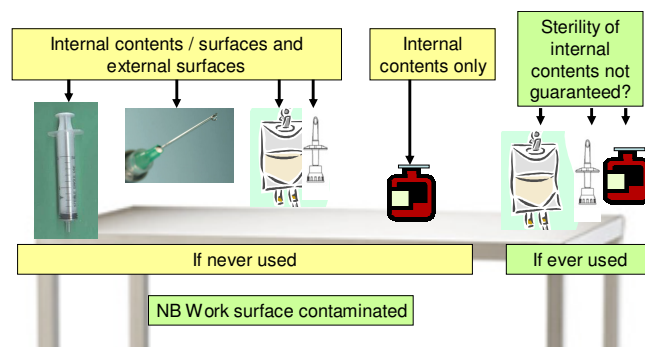 Internal contents / surfaces and
external surfaces
Internal
contents only
Sterility of
internal
contents not
guaranteed?
If never used
If ever used
NB Work surface contaminated